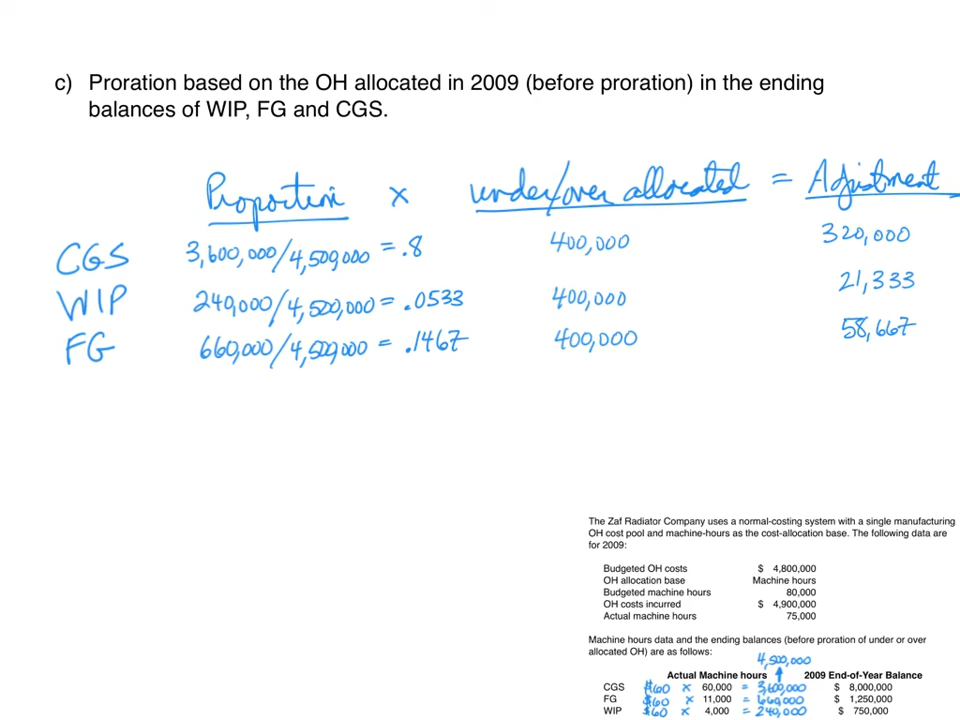 c) Proration based on the OH allocated in 2009 (before proration) in the ending
balances of WIP, FG and CGS.
Proportion × under/over allocated = Adjustment
CGS 3,600,000/4,500,000 = .8 400,000 320,000
WIP 240,000/4,500,000 = .0533 400,000 21,333
FG 660,000/4,500,000 = .1467 400,000 58,667
The Zaf Radiator Company uses a normal-costing system with a single manufacturing
OH cost pool and machine-hours as the cost-allocation base. The following data are
for 2009:
Budgeted OH costs $ 4,800,000
OH allocation base Machine hours
Budgeted machine hours 80,000
OH costs incurred $ 4,900,000
Actual machine hours 75,000
Machine hours data and the ending balances (before proration of under or over
allocated OH) are as follows:
4,500,000
Actual Machine hours 2009 End-of-Year Balance
CGS $60 × 60,000 = 3,600,000 $ 8,000,000
FG $60 × 11,000 = 660,000 $ 1,250,000
WIP $60 × 4,000 = 240,000 $ 750,000